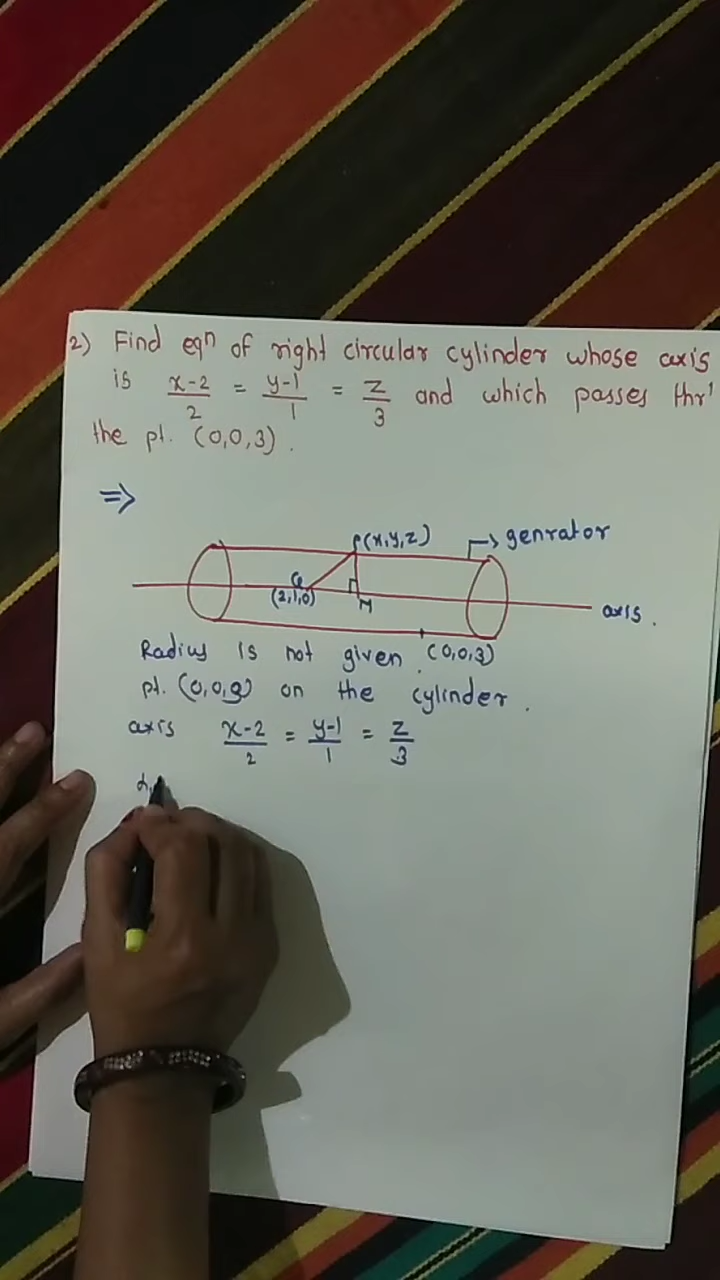 2) Find eqn of right circular cylinder whose axis
is x-2/2 = y-1/1 = z/3 and which passes thr'
the pt. (0,0,3).
⇒
P(x,y,z)
→ genrator
G
(2,1,0)
M
axis.
Radius is not given. (0,0,3)
pt. (0,0,3) on the cylinder.
axis x-2/2 = y-1/1 = z/3